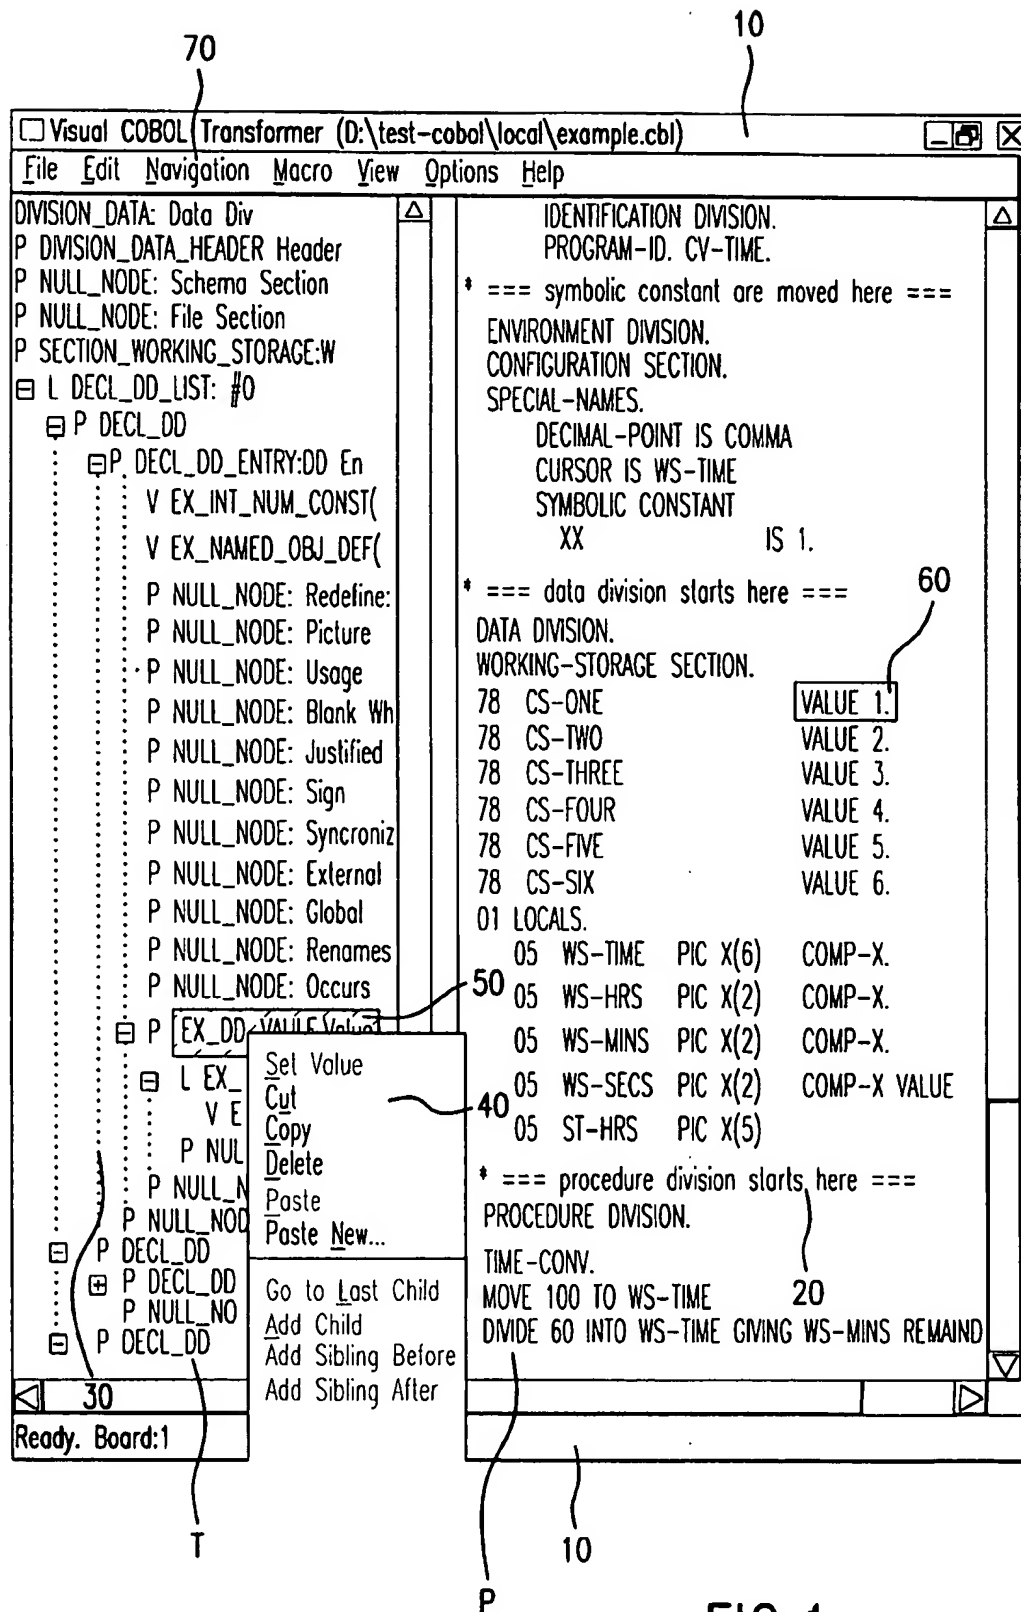 10
70
Visual COBOL Transformer (D:\test-cobol\local\example.cbl)
File Edit Navigation Macro View Options Help
DIVISION_DATA: Data Div
P DIVISION_DATA_HEADER Header
P NULL_NODE: Schema Section
P NULL_NODE: File Section
P SECTION_WORKING_STORAGE:W
L DECL_DD_LIST: #0
P DECL_DD
P DECL_DD_ENTRY:DD En
V EX_INT_NUM_CONST(
V EX_NAMED_OBJ_DEF(
P NULL_NODE: Redefine:
P NULL_NODE: Picture
P NULL_NODE: Usage
P NULL_NODE: Blank Wh
P NULL_NODE: Justified
P NULL_NODE: Sign
P NULL_NODE: Syncroniz
P NULL_NODE: External
P NULL_NODE: Global
P NULL_NODE: Renames
P NULL_NODE: Occurs
P EX_DD_VAULE Value
L EX_
V E
P NUL
P NULL_N
P NULL_NOD
P DECL_DD
P DECL_DD
P NULL_NO
P DECL_DD
30
Ready. Board:1
T
50
Set Value
Cut
40
Copy
Delete
Paste
Paste New...
Go to Last Child
Add Child
Add Sibling Before
Add Sibling After
IDENTIFICATION DIVISION.
PROGRAM-ID. CV-TIME.
* === symbolic constant are moved here ===
ENVIRONMENT DIVISION.
CONFIGURATION SECTION.
SPECIAL-NAMES.
DECIMAL-POINT IS COMMA
CURSOR IS WS-TIME
SYMBOLIC CONSTANT
XX IS 1.
* === data division starts here ===
60
DATA DIVISION.
WORKING-STORAGE SECTION.
78 CS-ONE VALUE 1.
78 CS-TWO VALUE 2.
78 CS-THREE VALUE 3.
78 CS-FOUR VALUE 4.
78 CS-FIVE VALUE 5.
78 CS-SIX VALUE 6.
01 LOCALS.
05 WS-TIME PIC X(6) COMP-X.
05 WS-HRS PIC X(2) COMP-X.
05 WS-MINS PIC X(2) COMP-X.
05 WS-SECS PIC X(2) COMP-X VALUE
05 ST-HRS PIC X(5)
* === procedure division starts here ===
PROCEDURE DIVISION.
TIME-CONV.
MOVE 100 TO WS-TIME
20
DIVIDE 60 INTO WS-TIME GIVING WS-MINS REMAIND
10
P